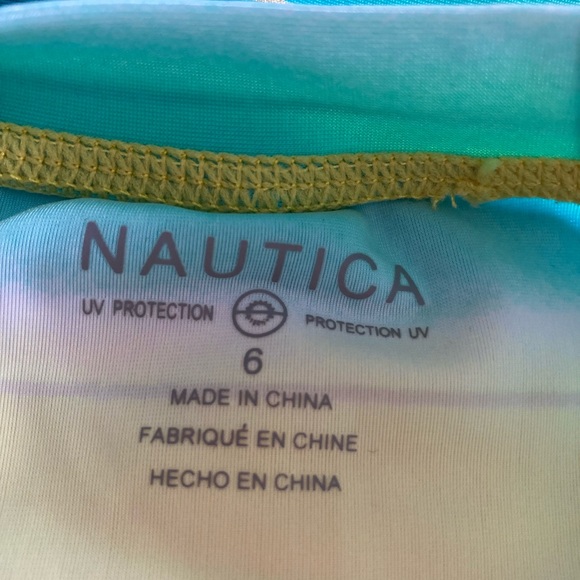 NAUTICA
UV PROTECTION PROTECTION UV
6
MADE IN CHINA
FABRIQUÉ EN CHINE
HECHO EN CHINA